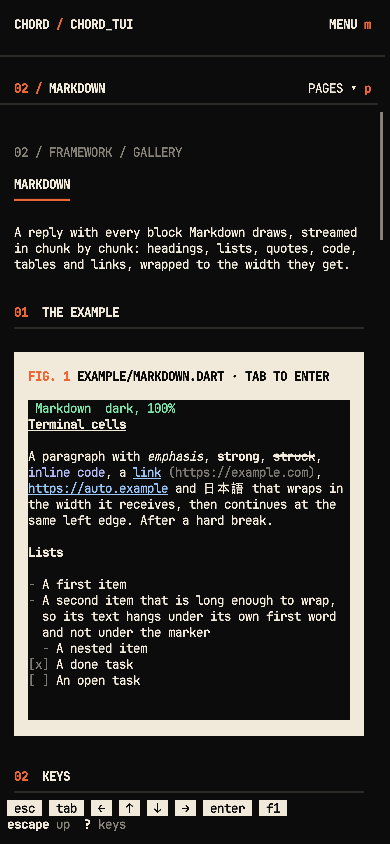 CHORD / CHORD_TUI MENU m
02 / MARKDOWN PAGES ▾ p
02 / FRAMEWORK / GALLERY
MARKDOWN
A reply with every block Markdown draws, streamed
in chunk by chunk: headings, lists, quotes, code,
tables and links, wrapped to the width they get.
01 THE EXAMPLE
FIG. 1 EXAMPLE/MARKDOWN.DART · TAB TO ENTER
Markdown dark, 100%
Terminal cells
A paragraph with emphasis, strong, struck,
inline code, a link (https://example.com),
https://auto.example and 日本語 that wraps in
the width it receives, then continues at the
same left edge. After a hard break.
Lists
- A first item
- A second item that is long enough to wrap,
so its text hangs under its own first word
and not under the marker
- A nested item
[x] A done task
[ ] An open task
02 KEYS
esc tab ← ↑ ↓ → enter f1
escape up ? keys